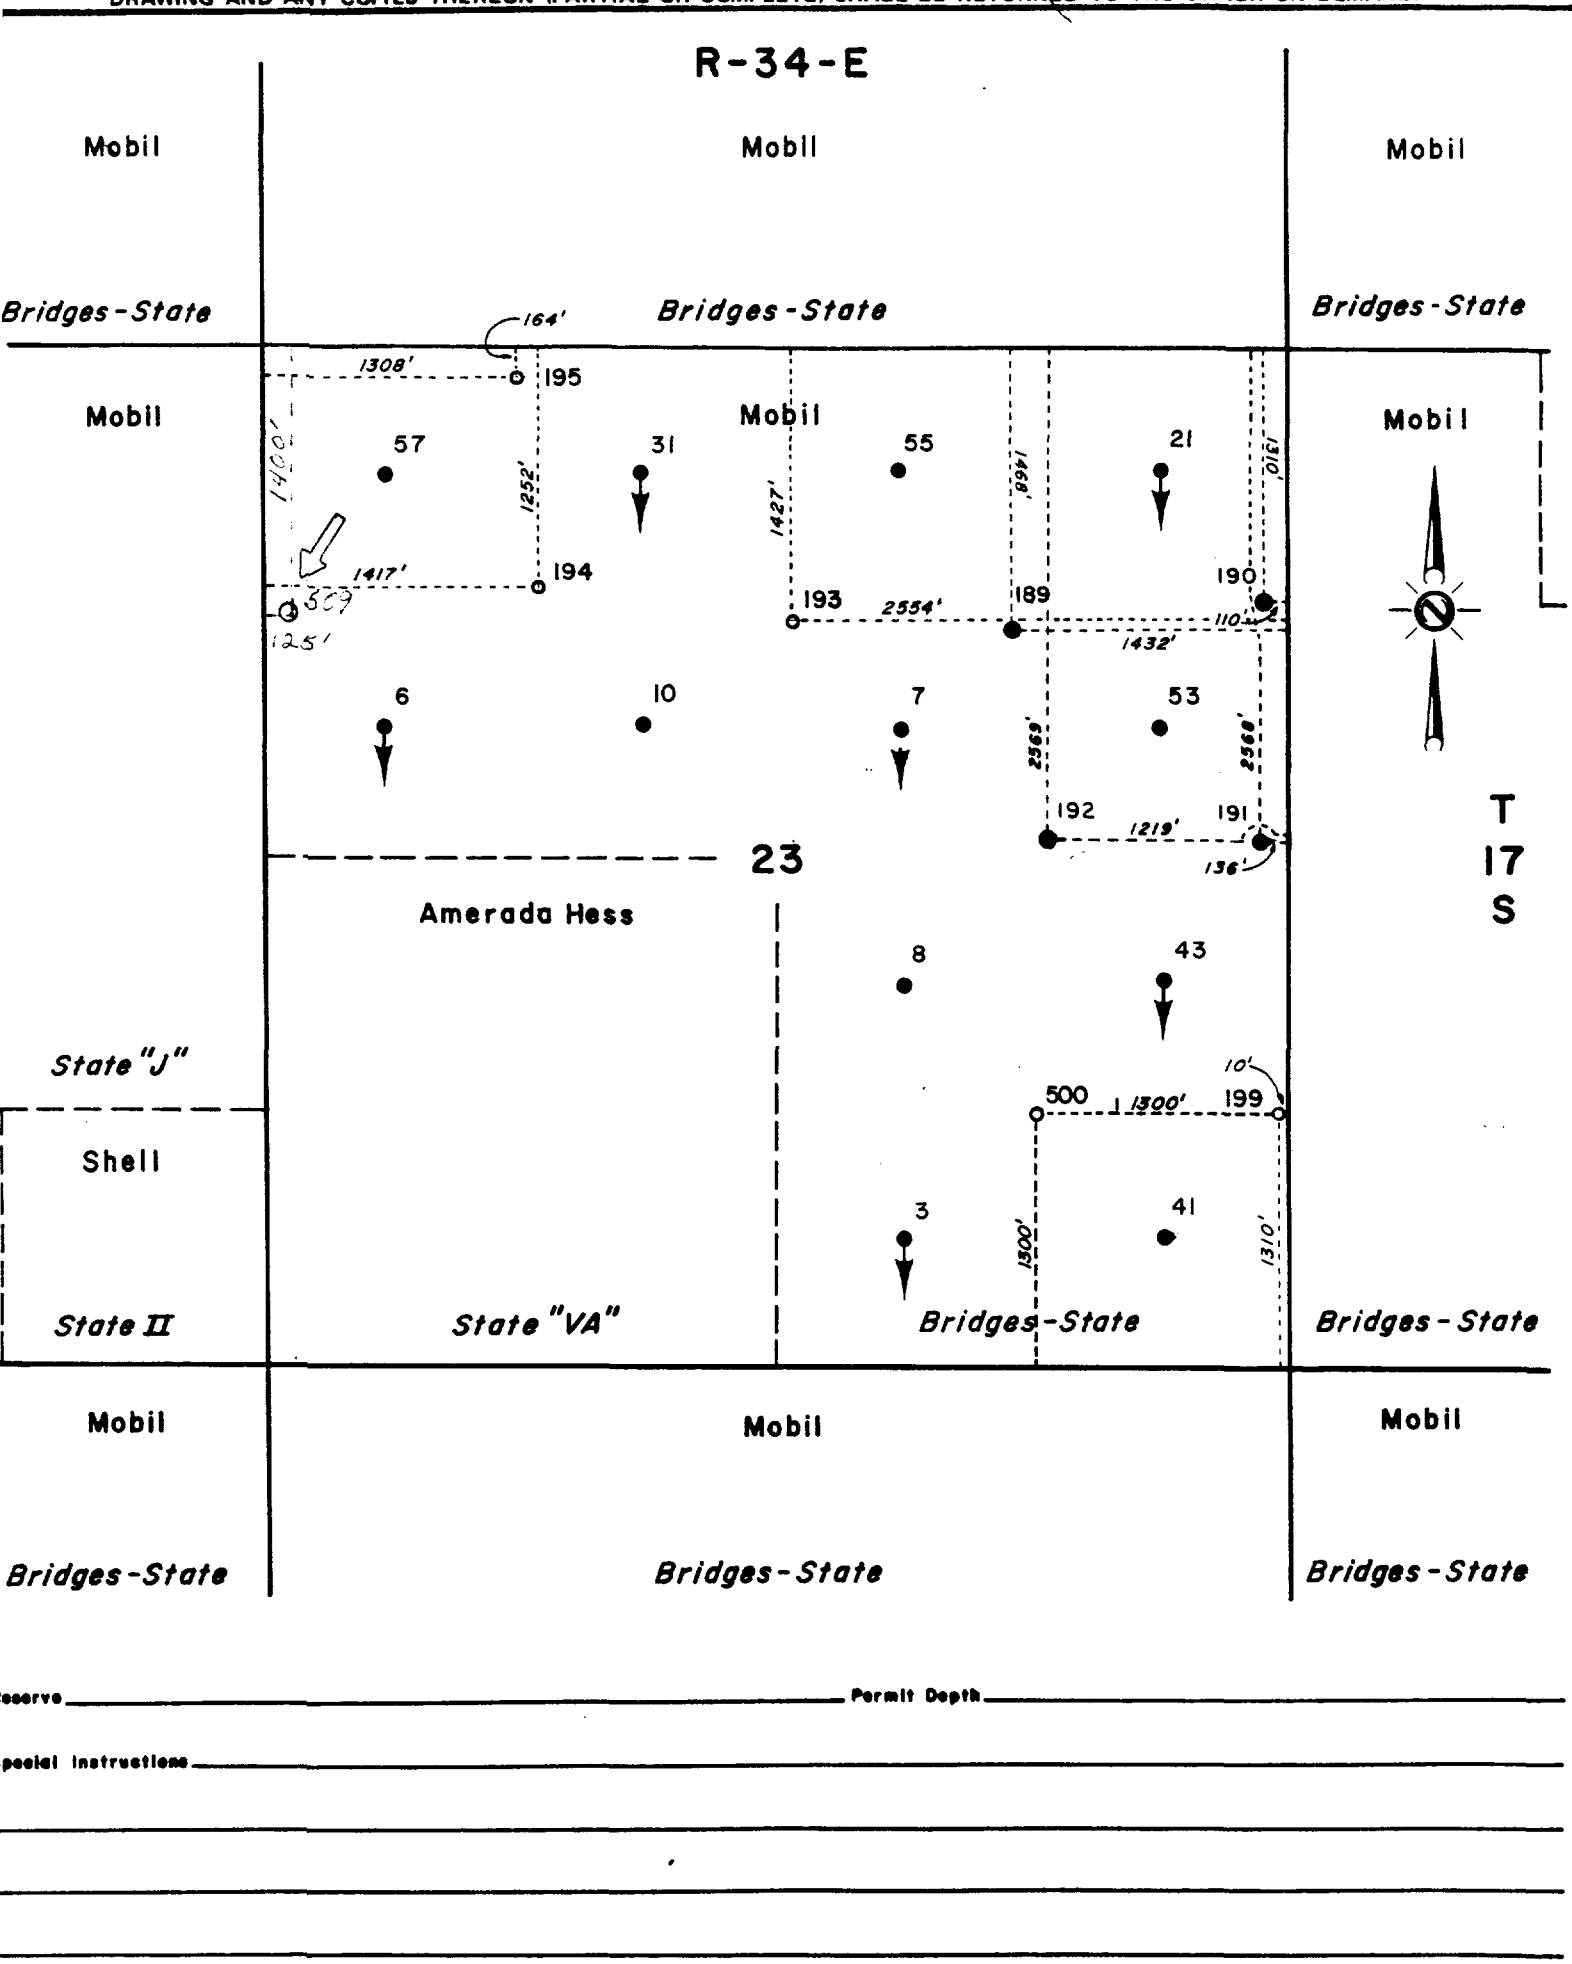 R-34-E
Mobil Mobil Mobil
Bridges-State Bridges-State Bridges-State
164'
1308' 195
Mobil Mobil Mobil
1400' 57 1252' 31 1427' 55 1468' 21 1310'
1417' 194 190
509 193 2554' 189 110'
125' 1432'
6 10 7 53
2569' 2568'
192 1219' 191
136'
23
T
17
S
Amerada Hess
8 43
State "J"
10'
500 1300' 199
Shell
3 41
1300' 1310'
State II State "VA" Bridges-State Bridges-State
Mobil Mobil Mobil
Bridges-State Bridges-State Bridges-State
Permit Depth
Instructions